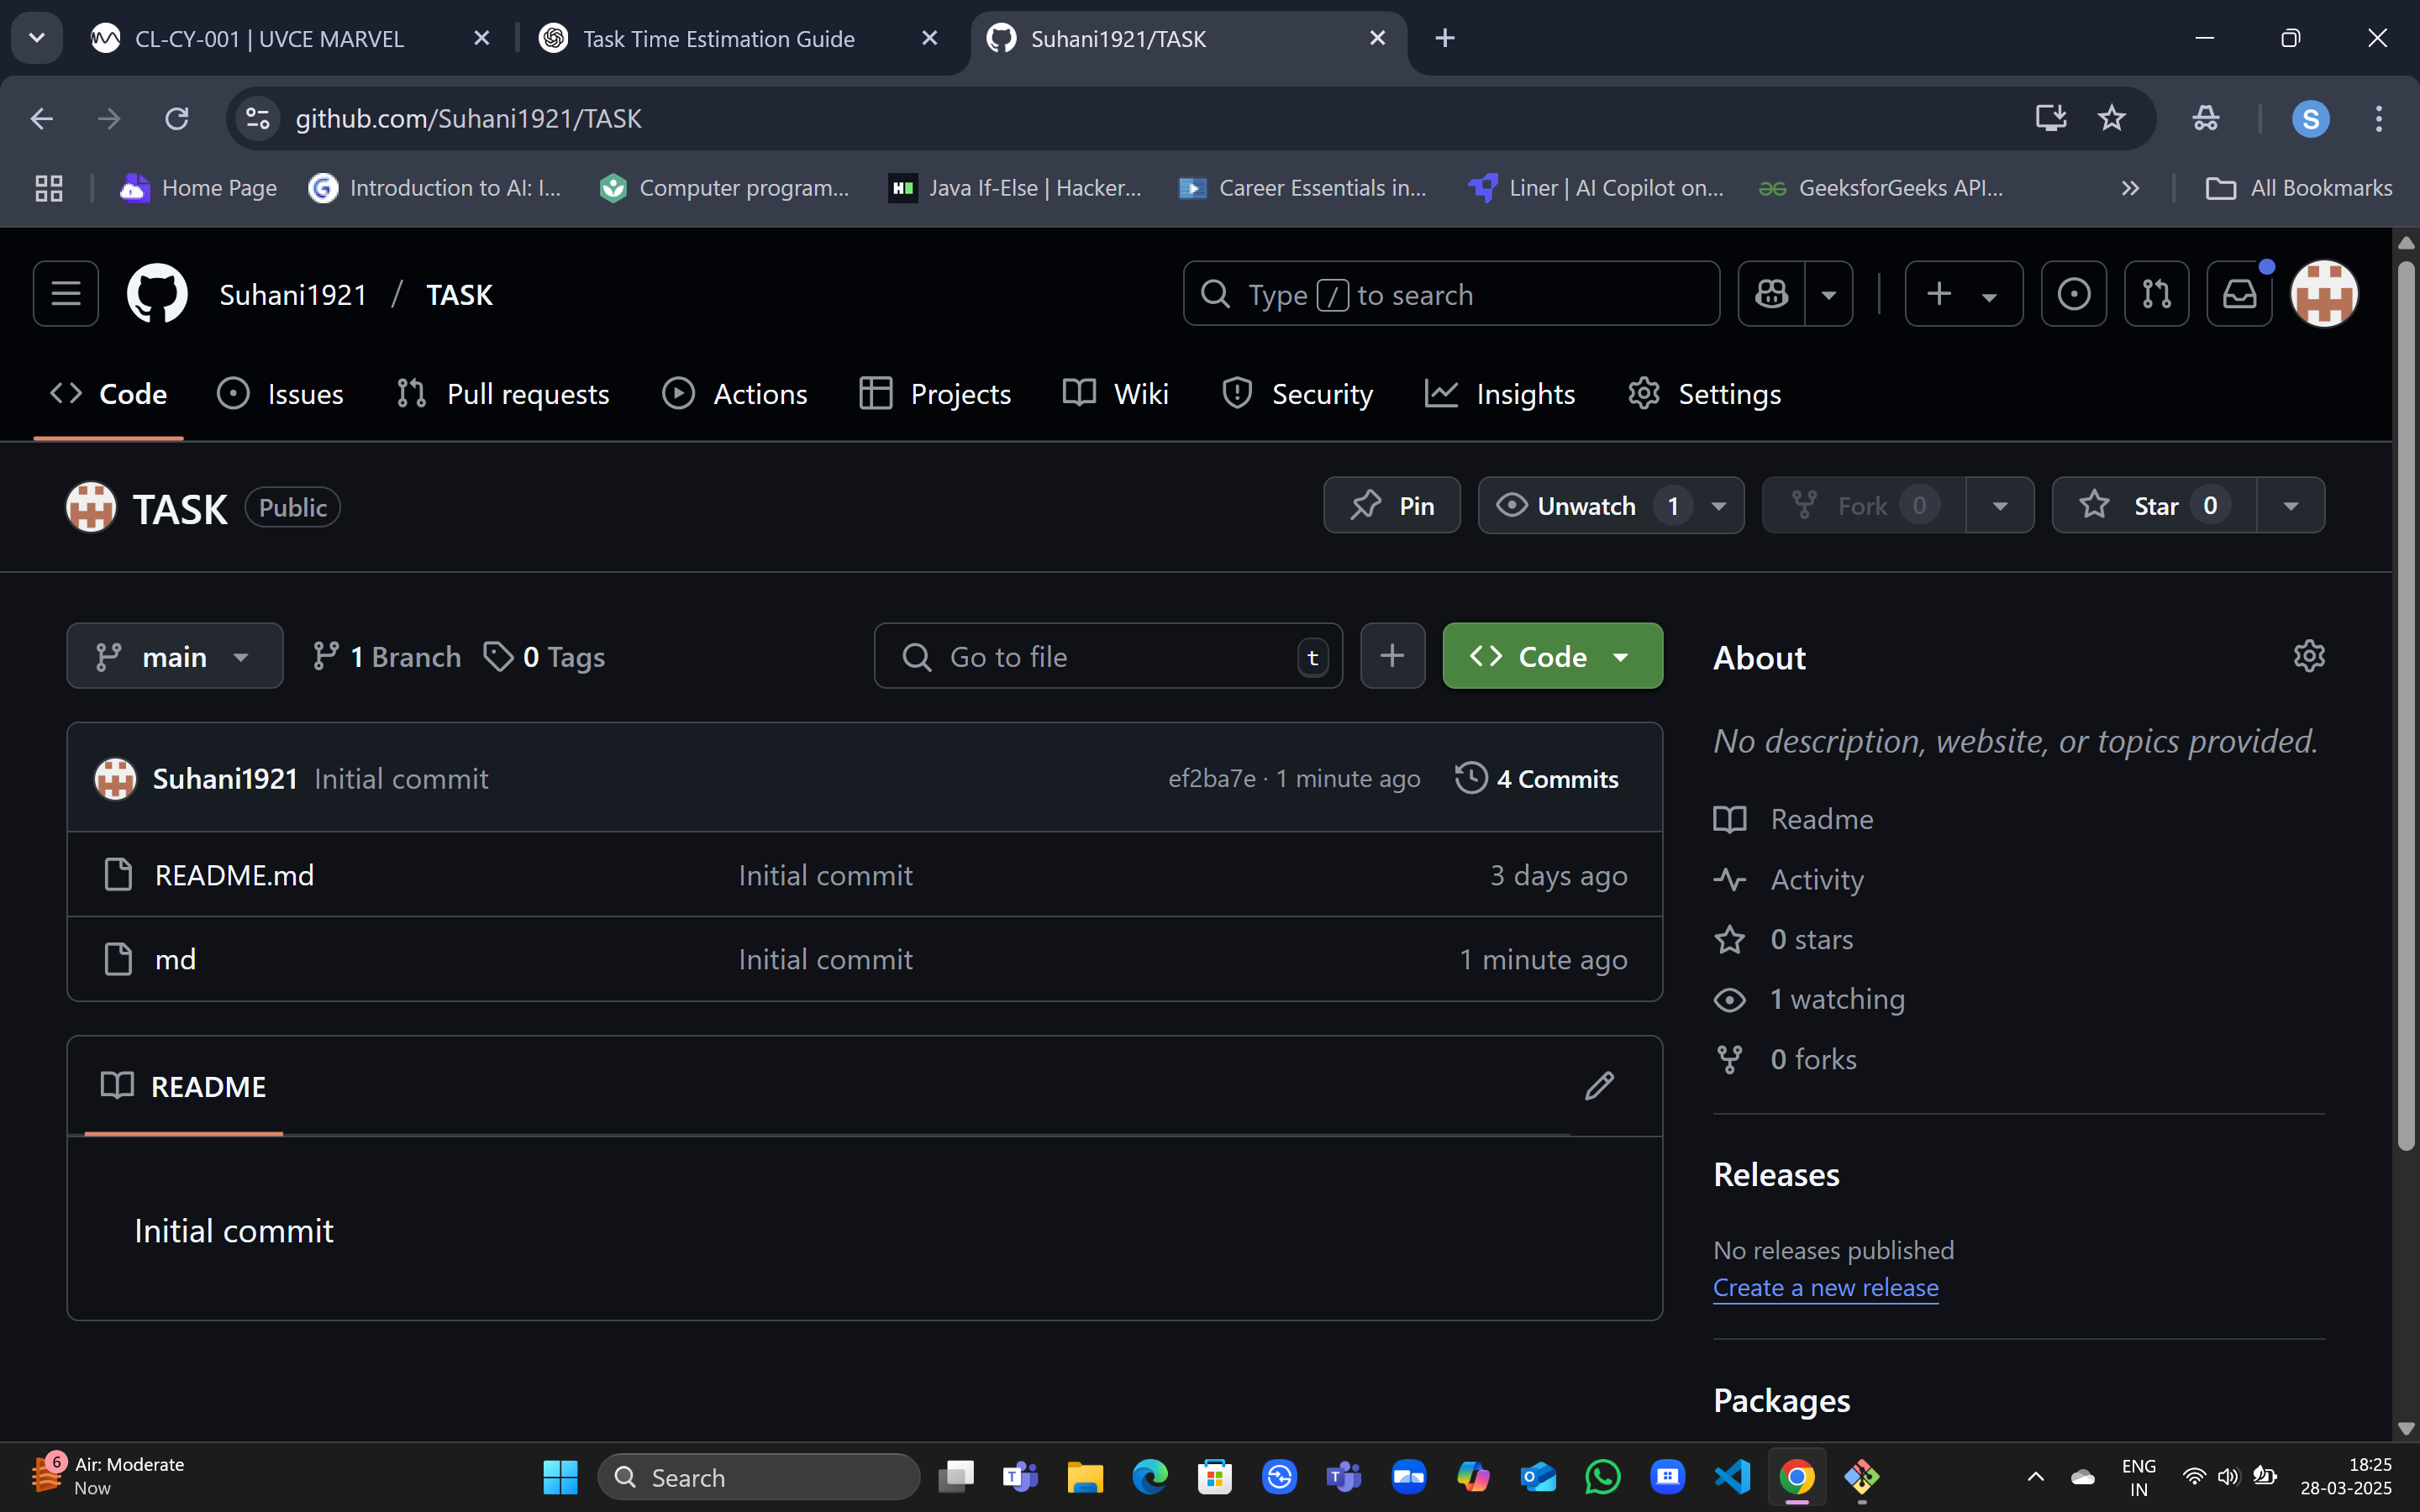 CL-CY-001 | UVCE MARVEL
Task Time Estimation Guide
Suhani1921/TASK
github.com/Suhani1921/TASK
S
Home Page
Introduction to AI: I...
Computer program...
Java If-Else | Hacker...
Career Essentials in...
Liner | AI Copilot on...
GeeksforGeeks API...
All Bookmarks
Suhani1921 / TASK
Type / to search
Code
Issues
Pull requests
Actions
Projects
Wiki
Security
Insights
Settings
TASK Public
Pin
Unwatch 1
Fork 0
Star 0
main
1 Branch
0 Tags
Go to file t
Code
Suhani1921 Initial commit ef2ba7e · 1 minute ago 4 Commits
README.md Initial commit 3 days ago
md Initial commit 1 minute ago
README
Initial commit
About
No description, website, or topics provided.
Readme
Activity
0 stars
1 watching
0 forks
Releases
No releases published
Create a new release
Packages
6
Air: Moderate
Now
Search
ENG
IN
18:25
28-03-2025